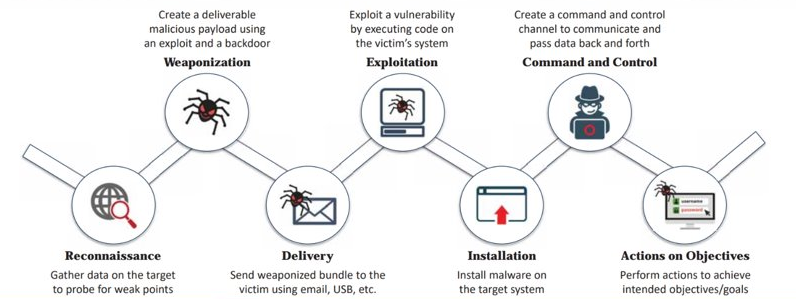 Create a deliverable
malicious payload using
an exploit and a backdoor
Weaponization
Exploit a vulnerability
by executing code on
the victim's system
Exploitation
Create a command and control
channel to communicate and
pass data back and forth
Command and Control
Reconnaissance
Gather data on the target
to probe for weak points
Delivery
Send weaponized bundle to the
victim using email, USB, etc.
Installation
Install malware on
the target system
username
password
Actions on Objectives
Perform actions to achieve
intended objectives/goals